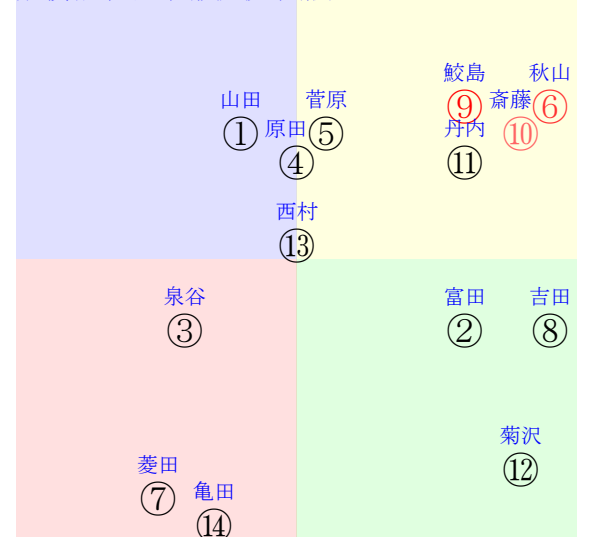 鮫島 秋山
山田 菅原 ⑨ 斎藤 ⑥
① 原田 ⑤ 丹内 ⑩
④ ⑪
西村
⑬
泉谷 富田 吉田
③ ② ⑧
菊沢
菱田 ⑫
⑦ 亀田
⑭